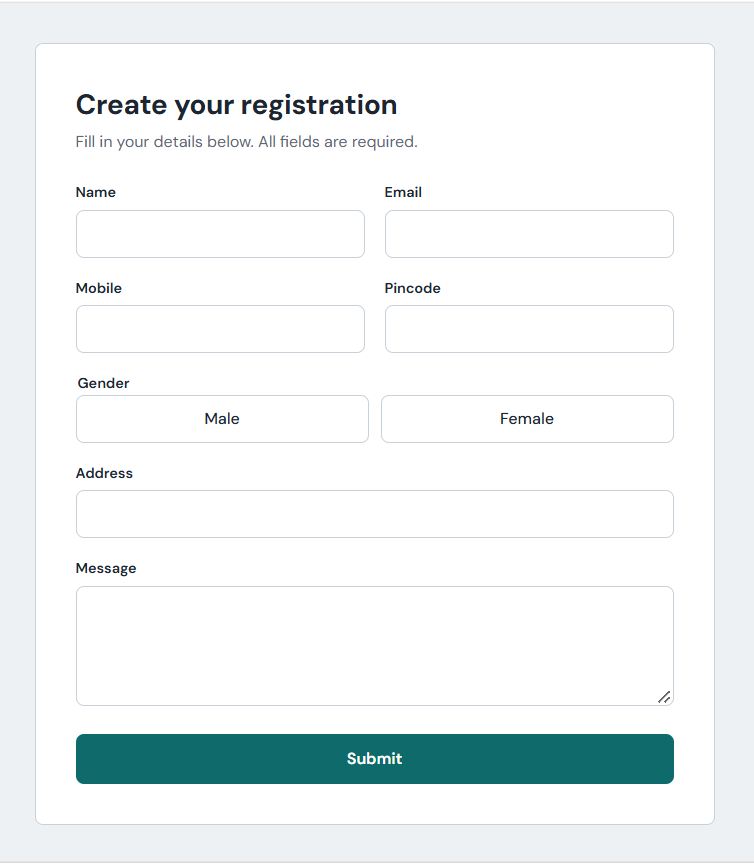 Create your registration
Fill in your details below. All fields are required.
Name
Email
Mobile
Pincode
Gender
Male
Female
Address
Message
Submit